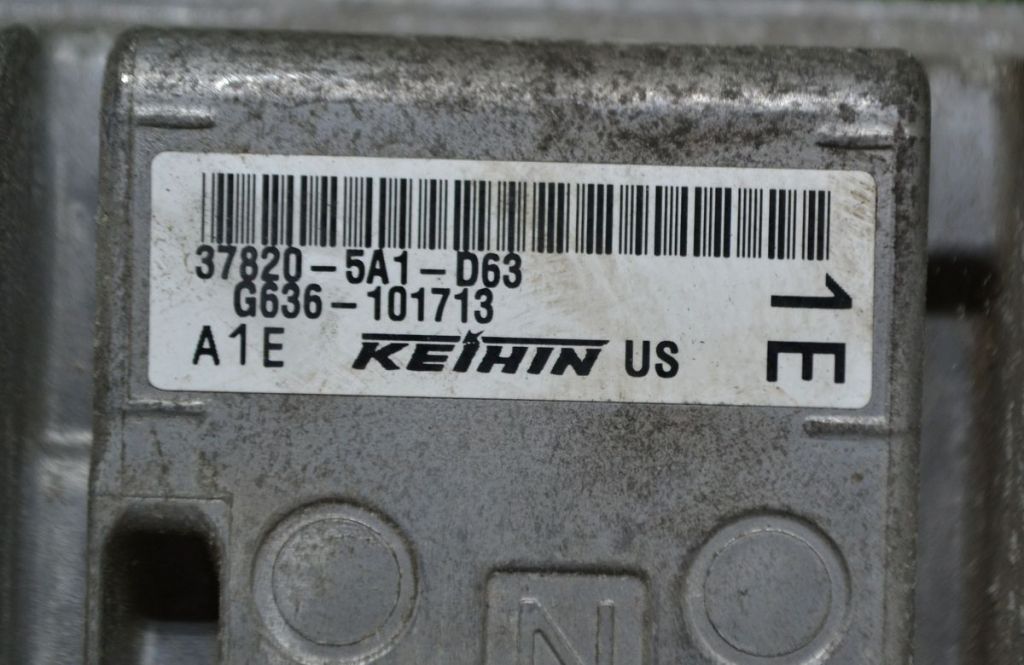 37820-5A1-D63
G636-101713
A1E KEIHIN US
1E
N